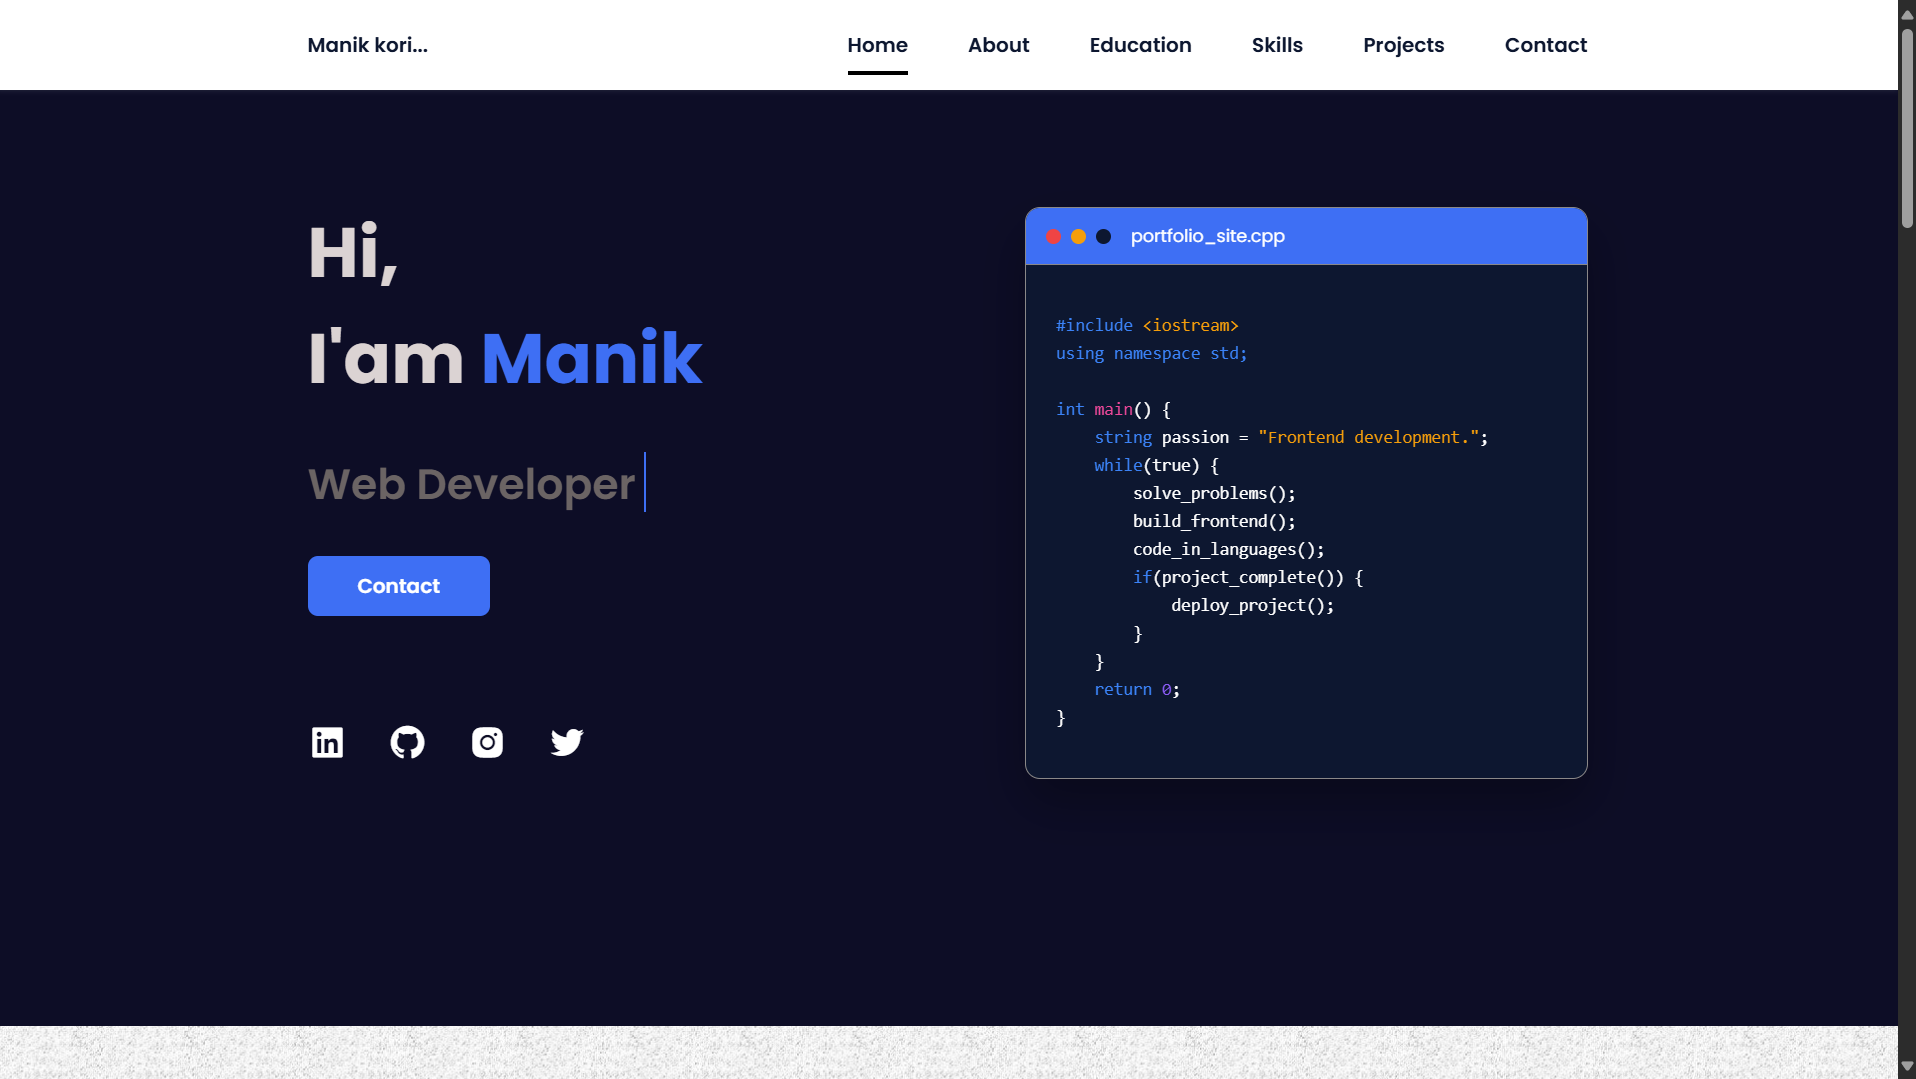 Manik kori...
Home About Education Skills Projects Contact
Hi,
I'am Manik
Web Developer
Contact
in
portfolio_site.cpp
#include <iostream>
using namespace std;
int main() {
    string passion = "Frontend development.";
    while(true) {
        solve_problems();
        build_frontend();
        code_in_languages();
        if(project_complete()) {
            deploy_project();
        }
    }
    return 0;
}